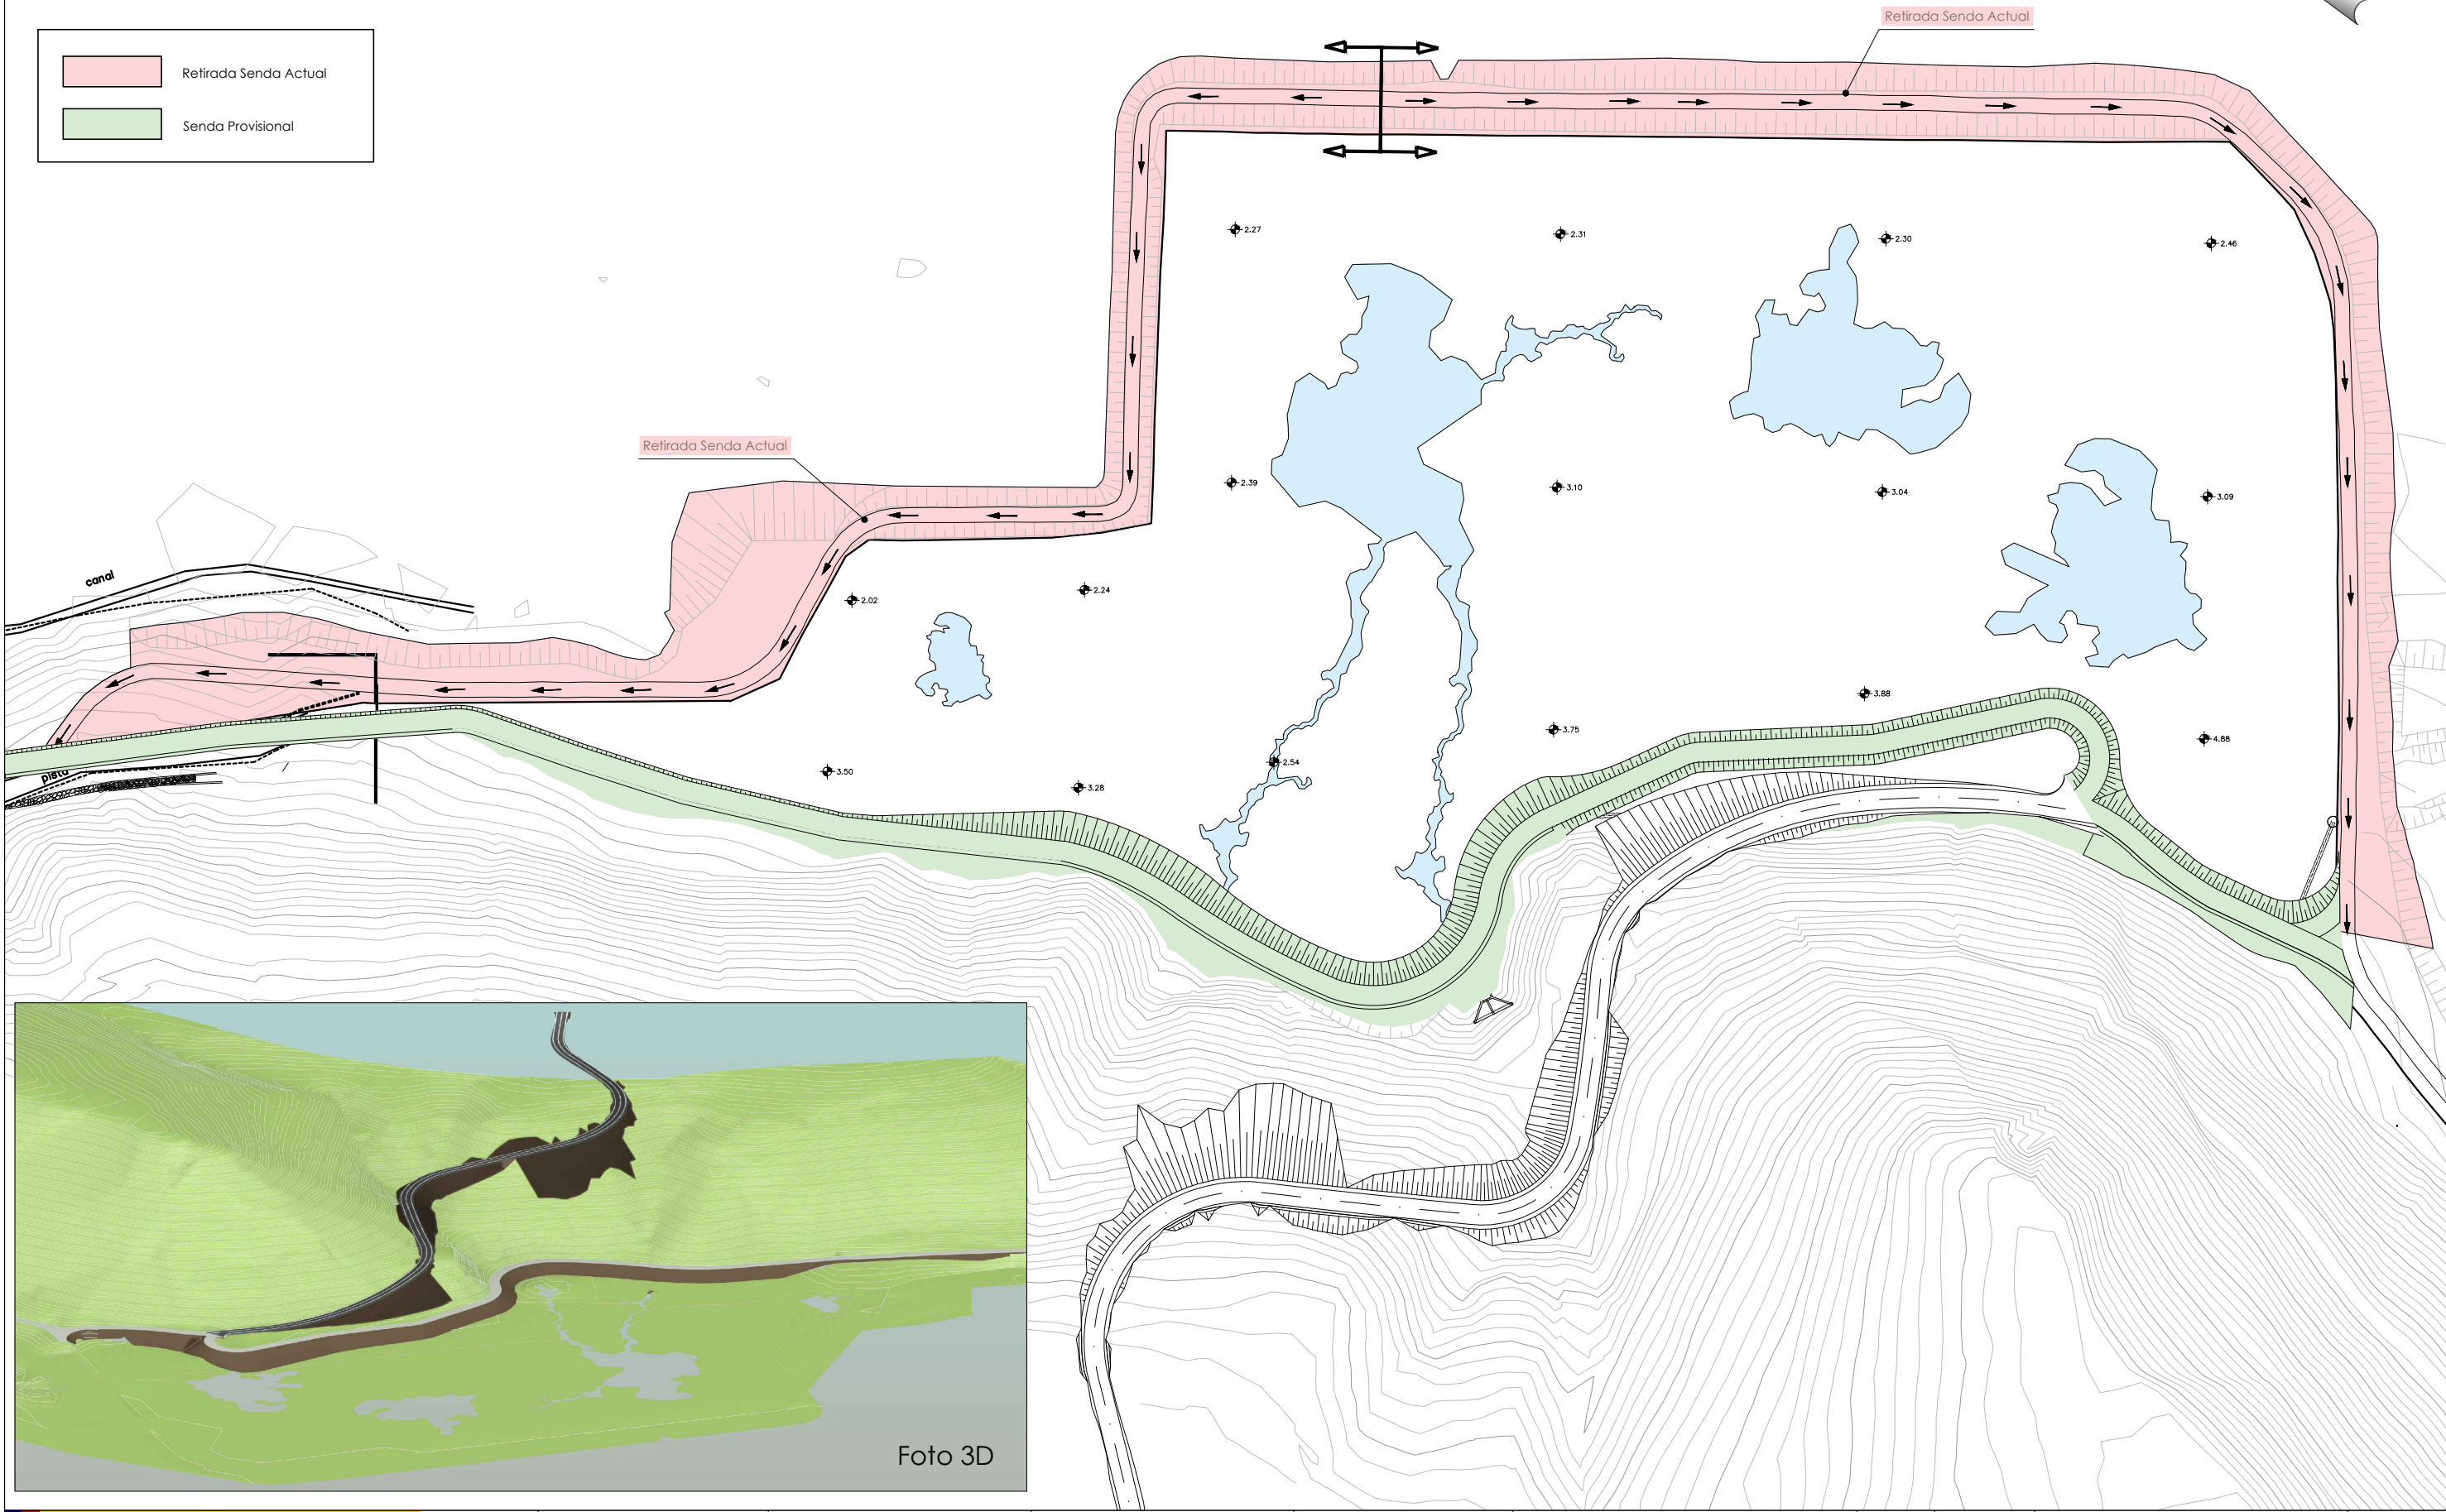 Retirada Senda Actual
Retirada Senda Actual
Senda Provisional
2.27
2.31
2.30
2.46
Retirada Senda Actual
2.39
3.10
3.04
3.09
canal
2.02
2.24
3.88
3.75
4.88
pista
3.50
2.54
3.28
Foto 3D